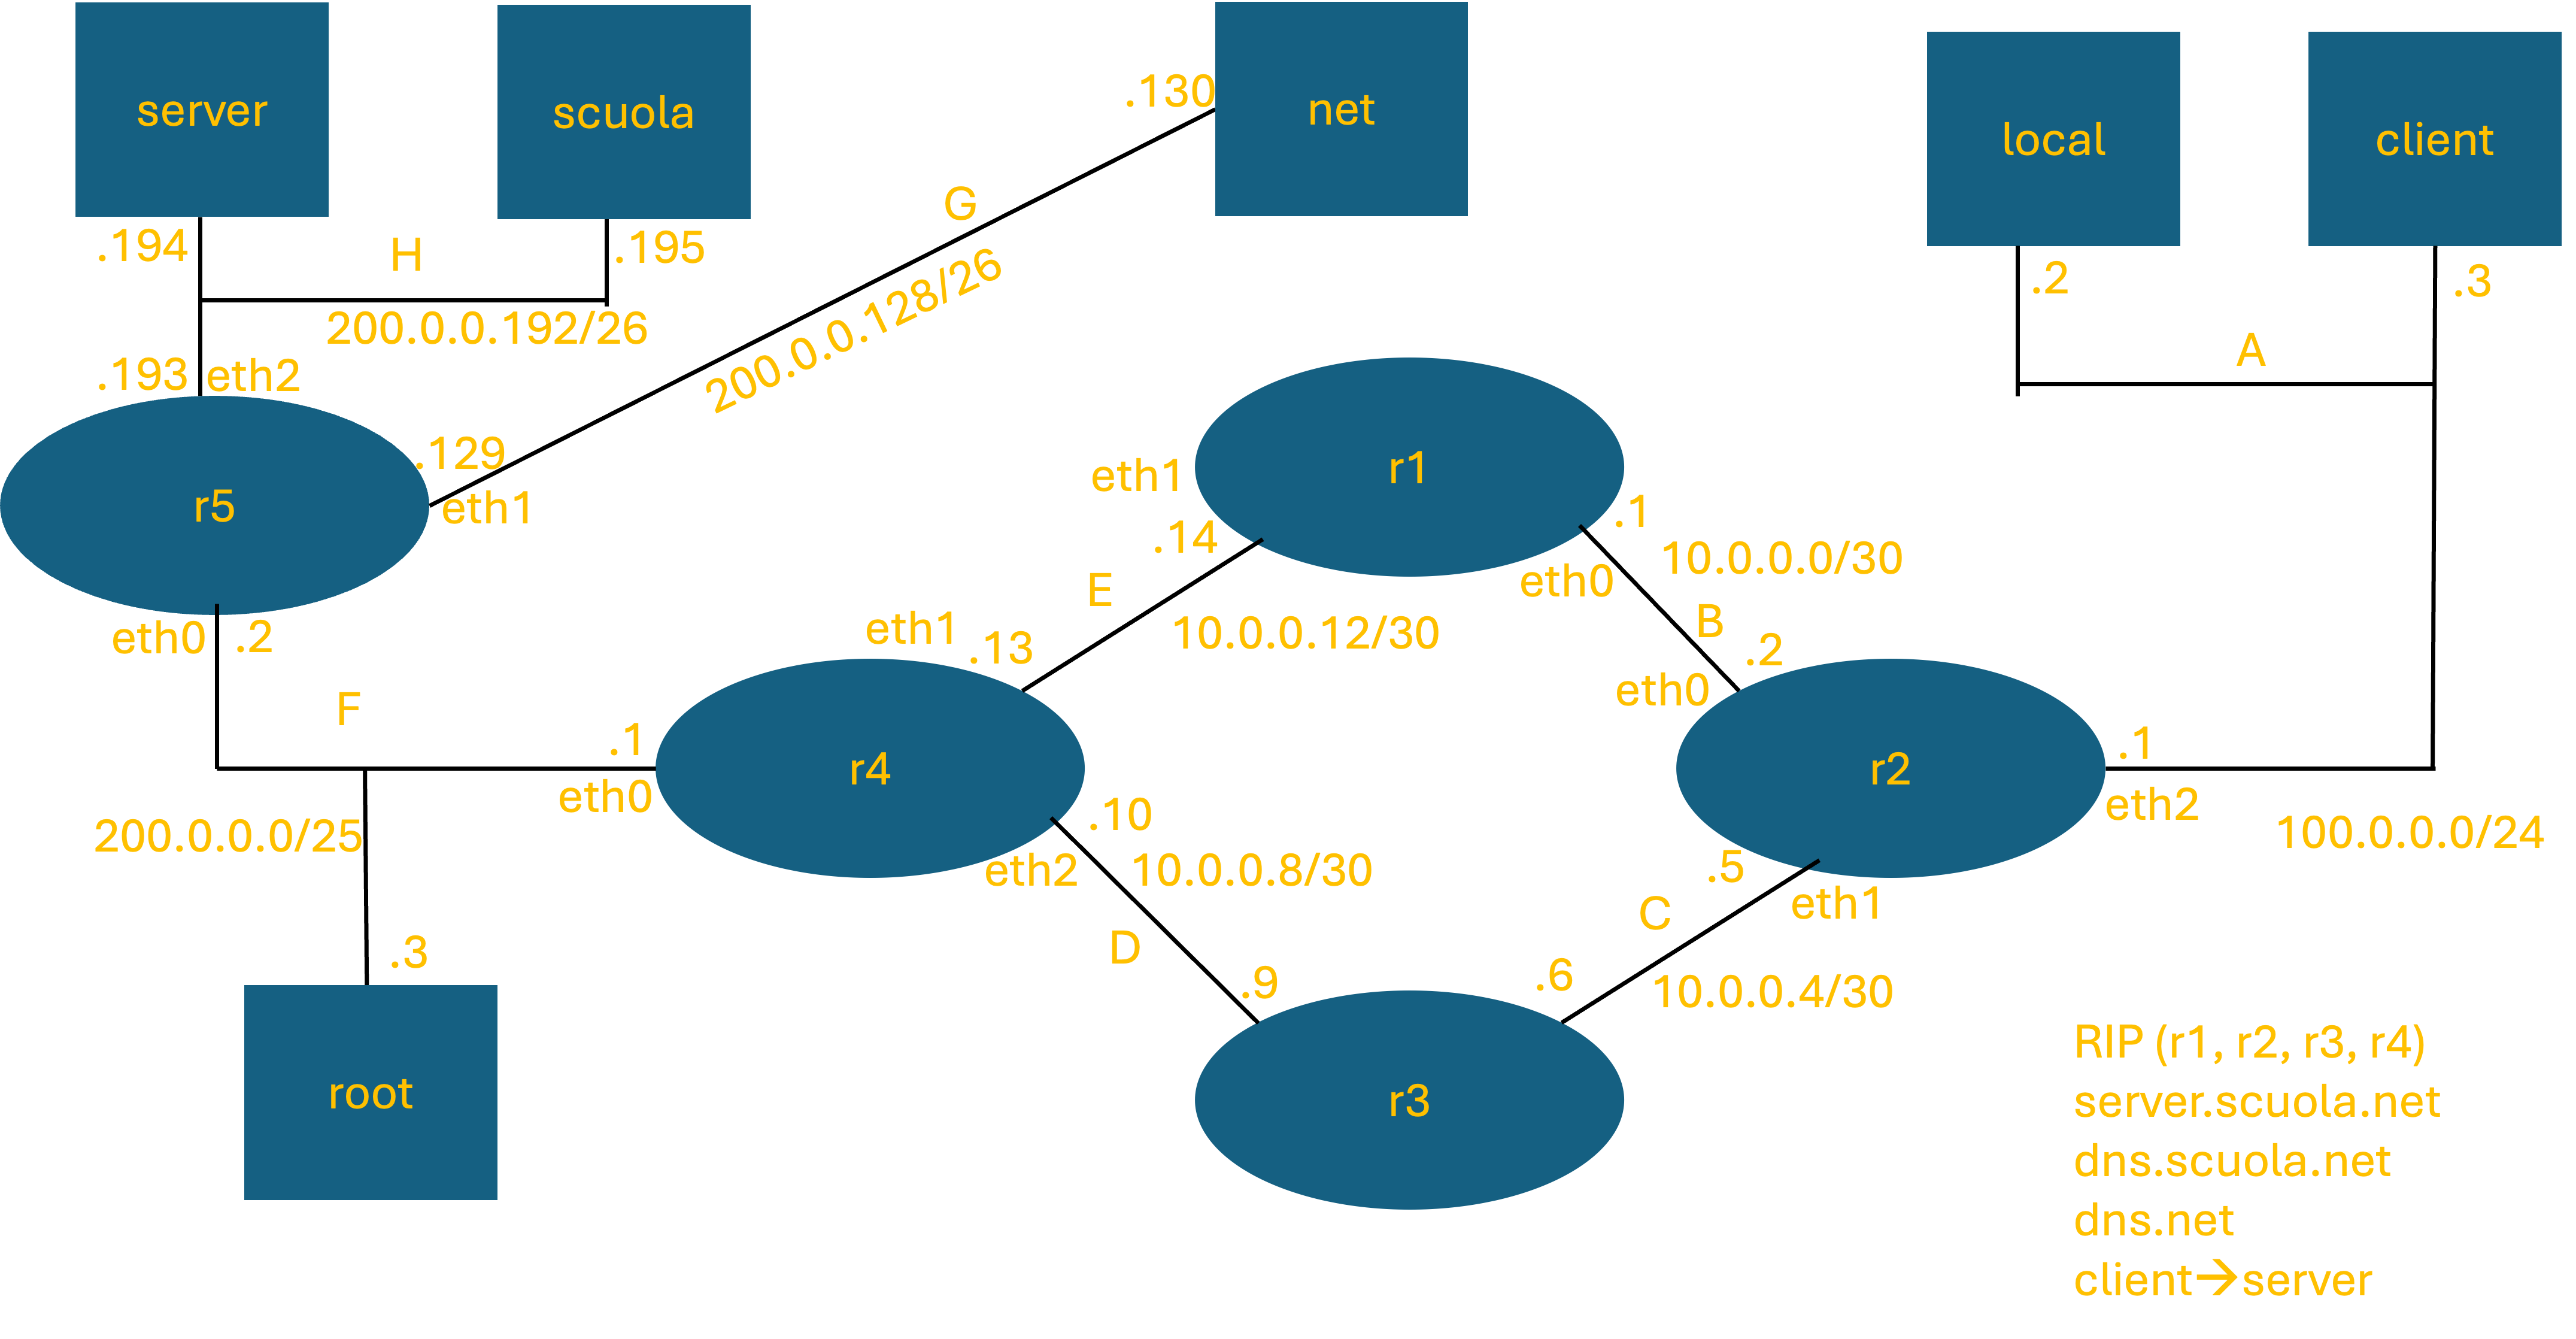 server
scuola
net
local
client
.130
.194
H
.195
G
.2
.3
200.0.0.192/26
200.0.0.128/26
A
.193 eth2
.129
eth1
r5
eth1
r1
.14
.1
10.0.0.0/30
eth0
E
B
eth0 .2
eth1 .13
10.0.0.12/30
.2
eth0
F
.1
eth0
r4
r2
.1
eth2
200.0.0.0/25
.10
10.0.0.8/30
eth2
.5
eth1
100.0.0.0/24
C
D
.3
.9
.6
10.0.0.4/30
root
r3
RIP (r1, r2, r3, r4)
server.scuola.net
dns.scuola.net
dns.net
client→server